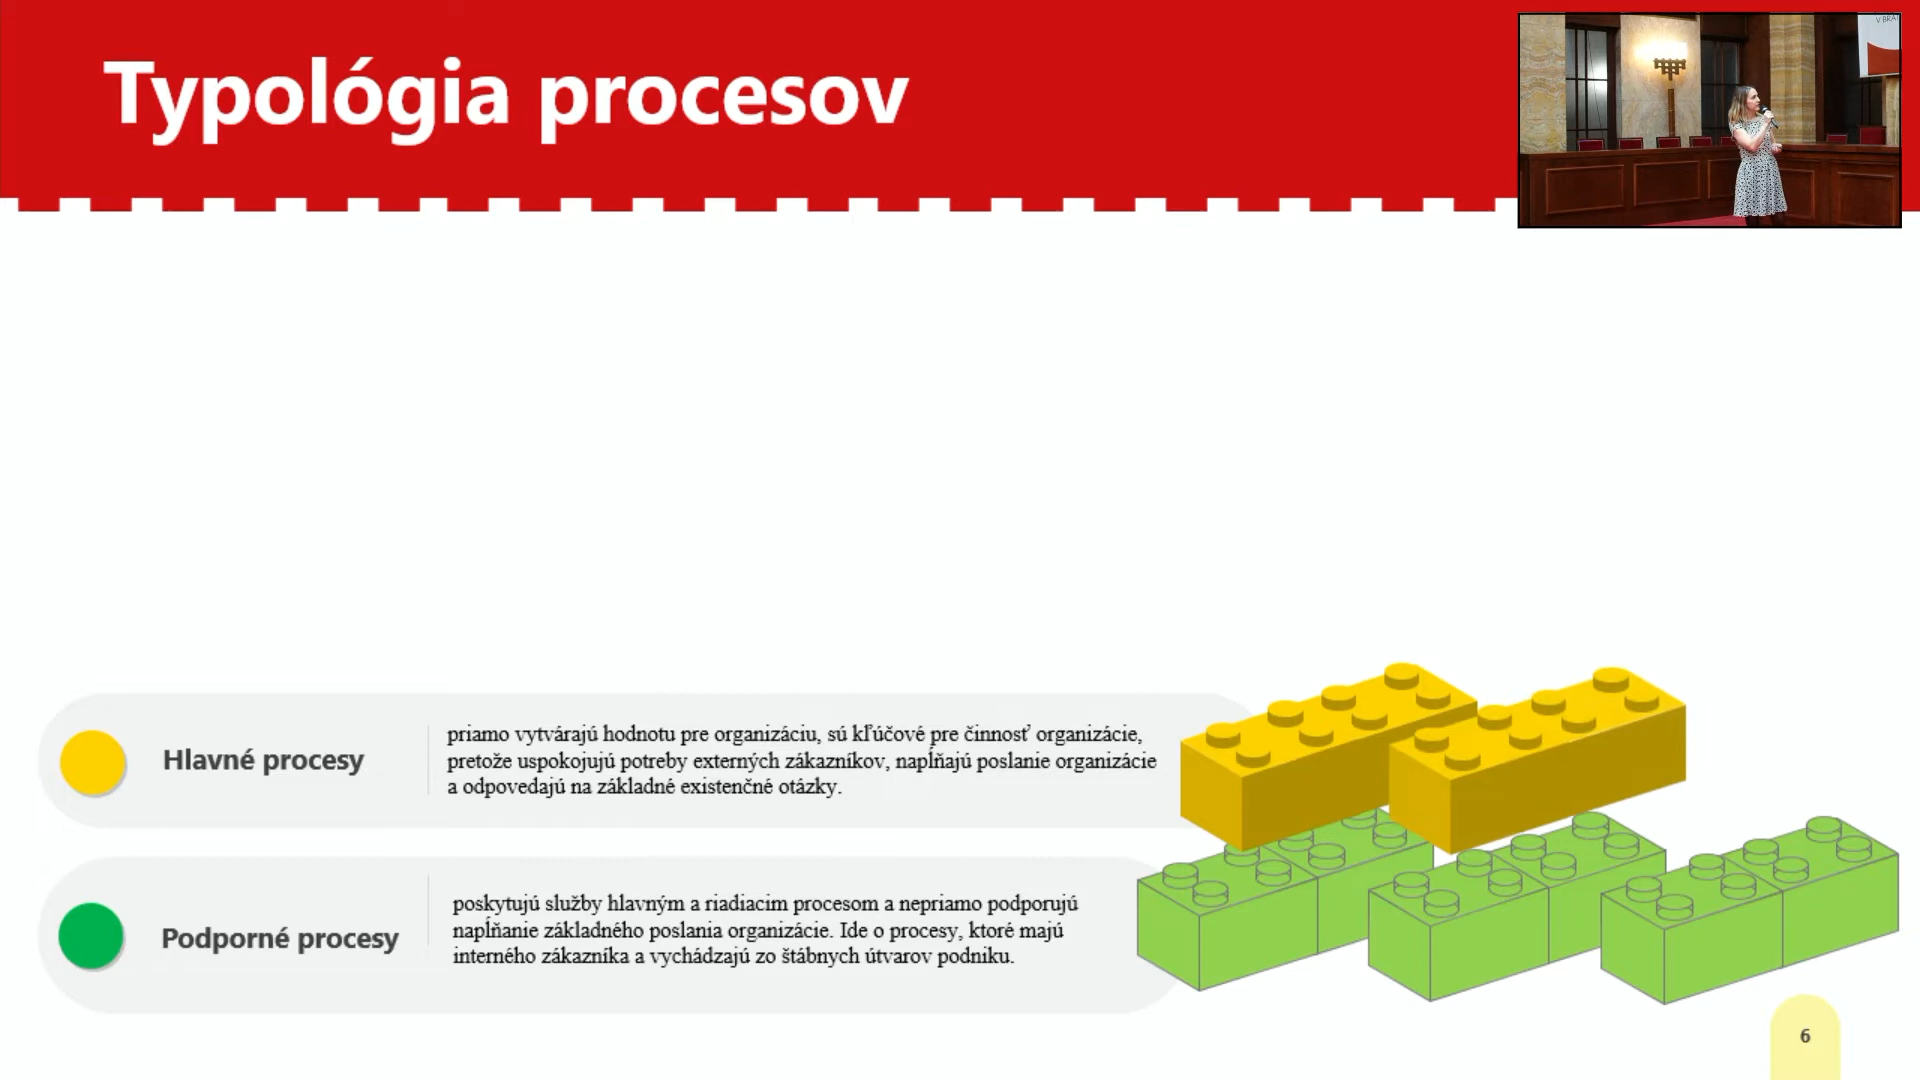 Typológia procesov
Hlavné procesy
priamo vytvárajú hodnotu pre organizáciu, sú kľúčové pre činnosť organizácie,
pretože uspokojujú potreby externých zákazníkov, napĺňajú poslanie organizácie
a odpovedajú na základné existenčné otázky.
Podporné procesy
poskytujú služby hlavným a riadiacim procesom a nepriamo podporujú
napĺňanie základného poslania organizácie. Ide o procesy, ktoré majú
interného zákazníka a vychádzajú zo štábnych útvarov podniku.
6